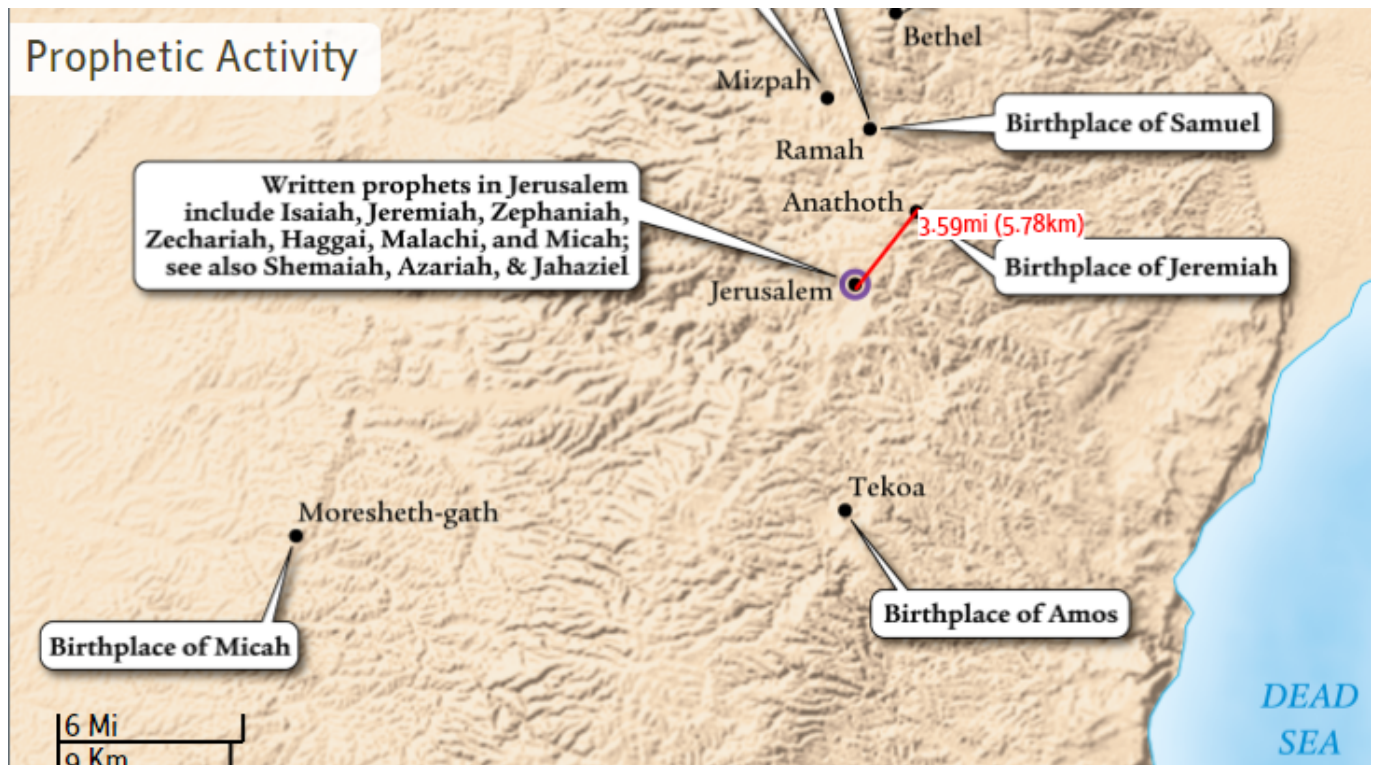 Prophetic Activity
Bethel
Mizpah
Birthplace of Samuel
Ramah
Written prophets in Jerusalem
include Isaiah, Jeremiah, Zephaniah,
Zechariah, Haggai, Malachi, and Micah;
see also Shemaiah, Azariah, & Jahaziel
Anathoth
3.59mi (5.78km)
Birthplace of Jeremiah
Jerusalem
Tekoa
Moresheth-gath
Birthplace of Amos
Birthplace of Micah
DEAD
SEA
6 Mi
9 Km